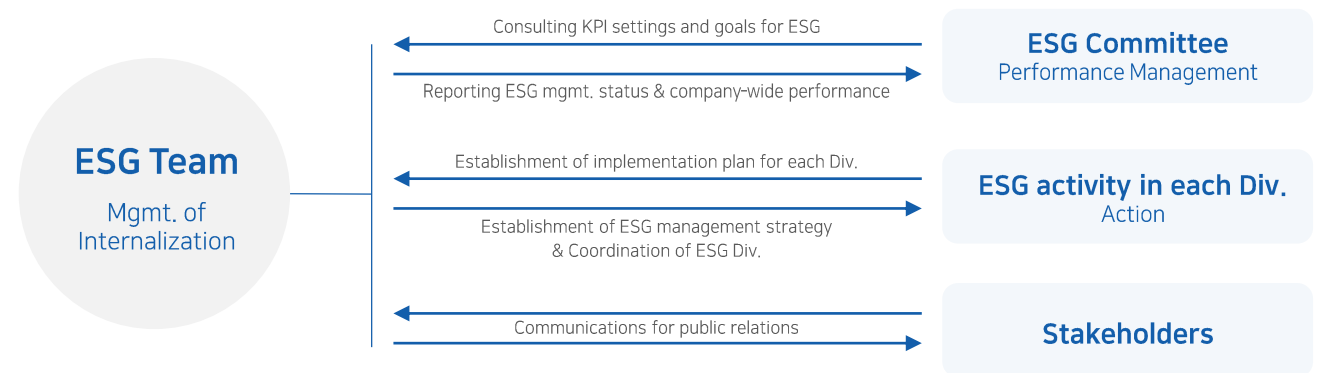 Consulting KPI settings and goals for ESG
ESG Committee
Performance Management
Reporting ESG mgmt. status & company-wide performance
ESG Team
Mgmt. of
Internalization
Establishment of implementation plan for each Div.
ESG activity in each Div.
Action
Establishment of ESG management strategy
& Coordination of ESG Div.
Communications for public relations
Stakeholders